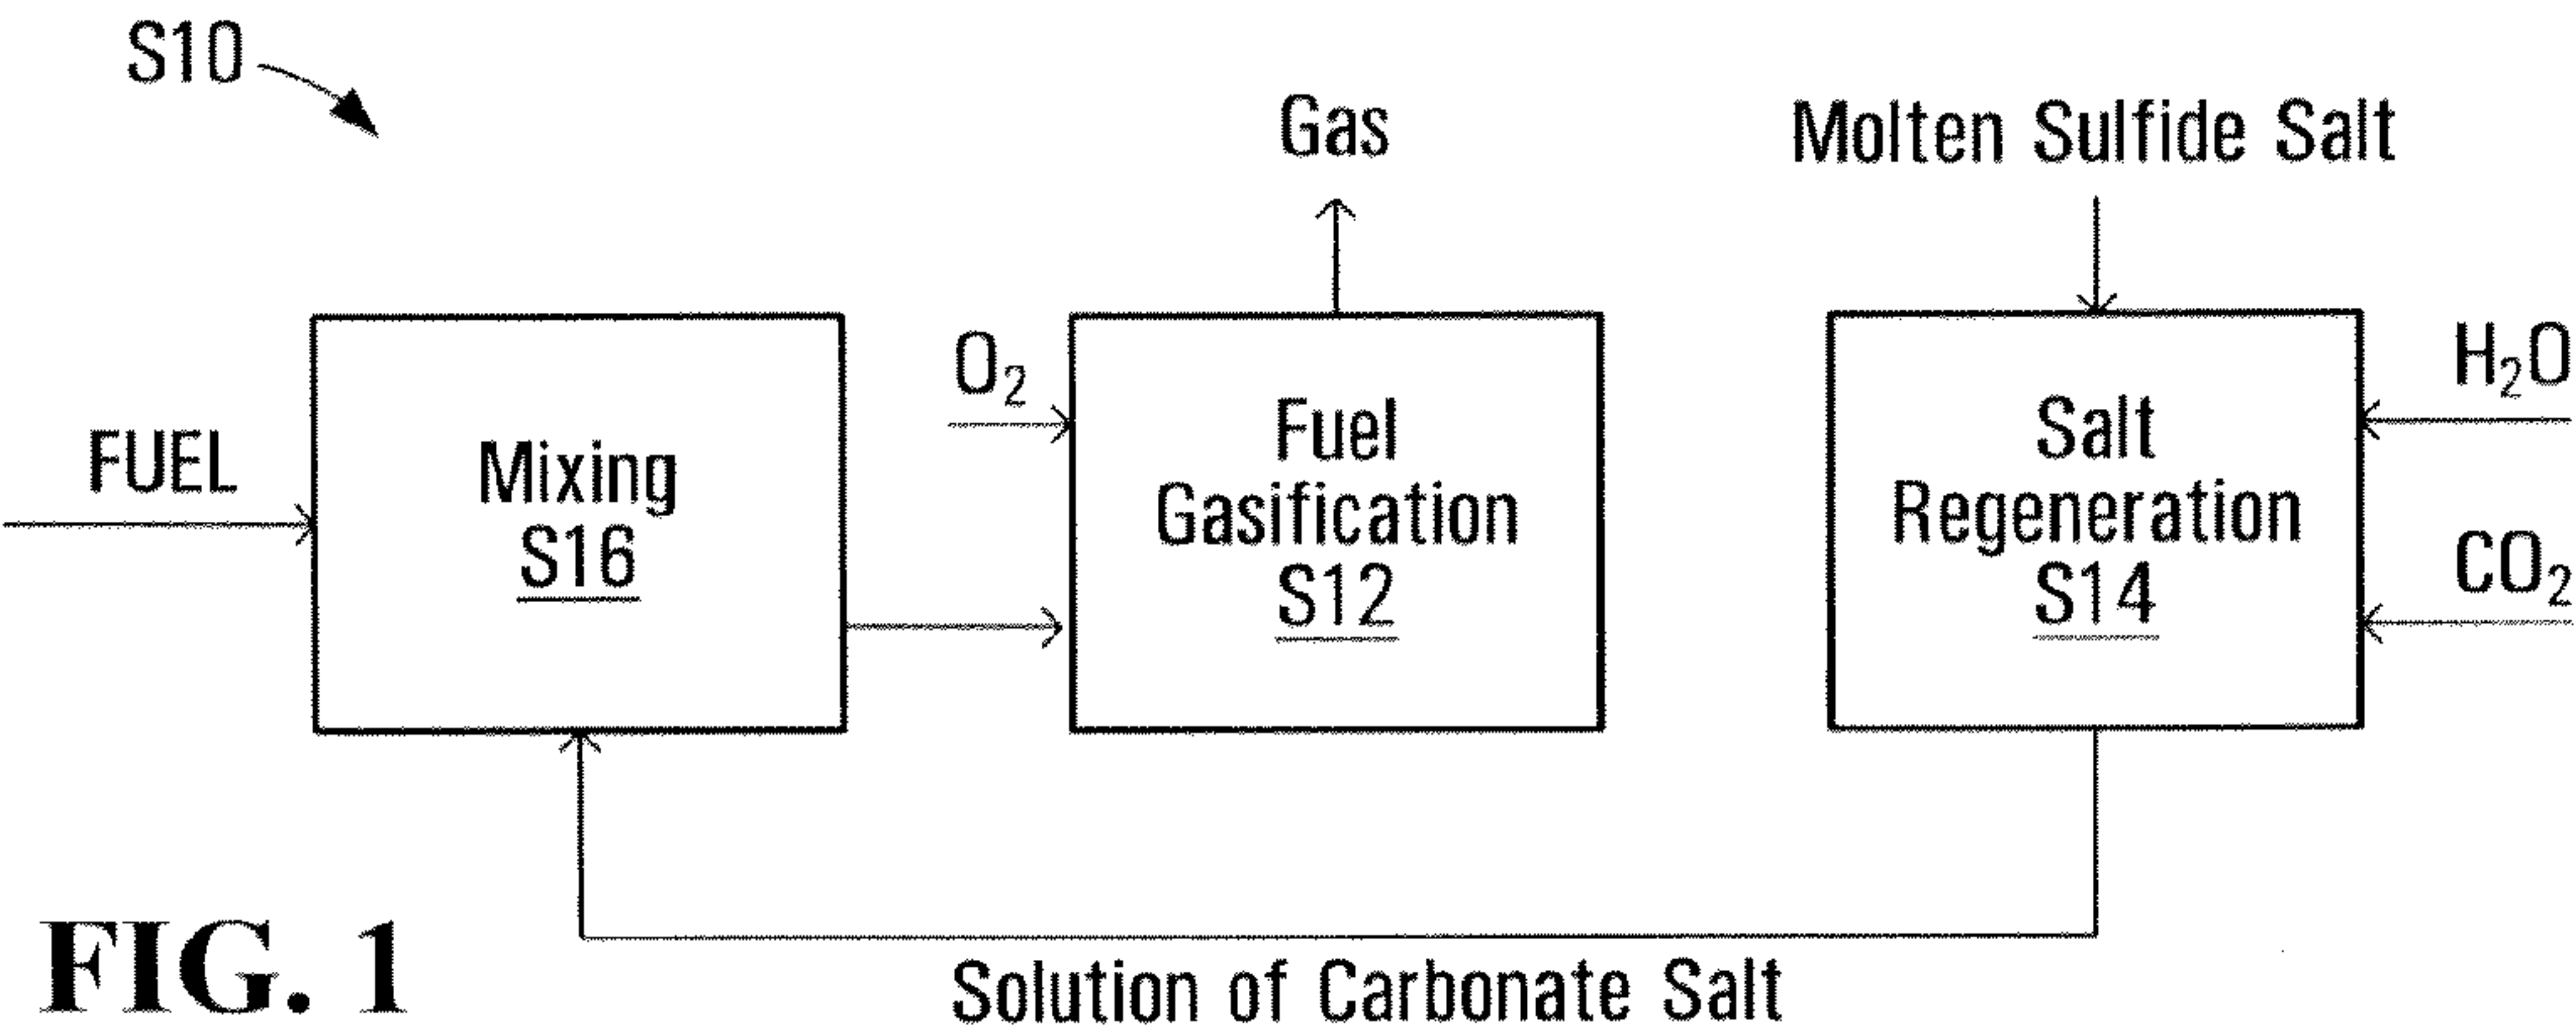 S10
Gas
Molten Sulfide Salt
FUEL
Mixing
S16
O₂
Fuel
Gasification
S12
Salt
Regeneration
S14
H₂O
CO₂
Solution of Carbonate Salt
FIG. 1